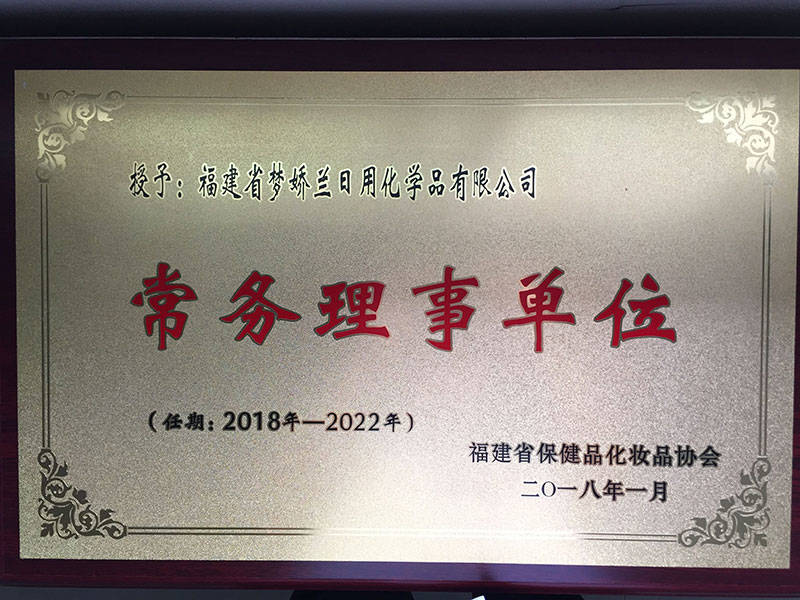 授予：福建省梦娇兰日用化学品有限公司
常务理事单位
（任期：2018年—2022年）
福建省保健品化妆品协会
二〇一八年一月